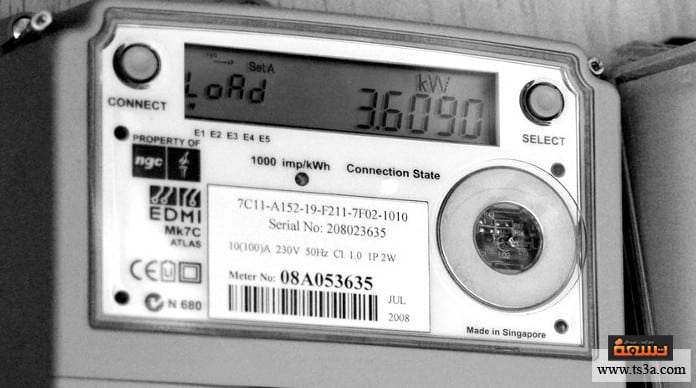 Set A
kW
LoAd
3.6090
CONNECT
SELECT
PROPERTY OF
E1 E2 E3 E4 E5
ngc
1000 imp/kWh
Connection State
EDMI
Mk7C
ATLAS
7C11-A152-19-F211-7F02-1010
Serial No: 208023635
10(100)A 230V 50Hz Cl. 1.0 1P 2W
Meter No: 08A053635
JUL
2008
CE
N 680
Made in Singapore
تسعة
www.ts3a.com